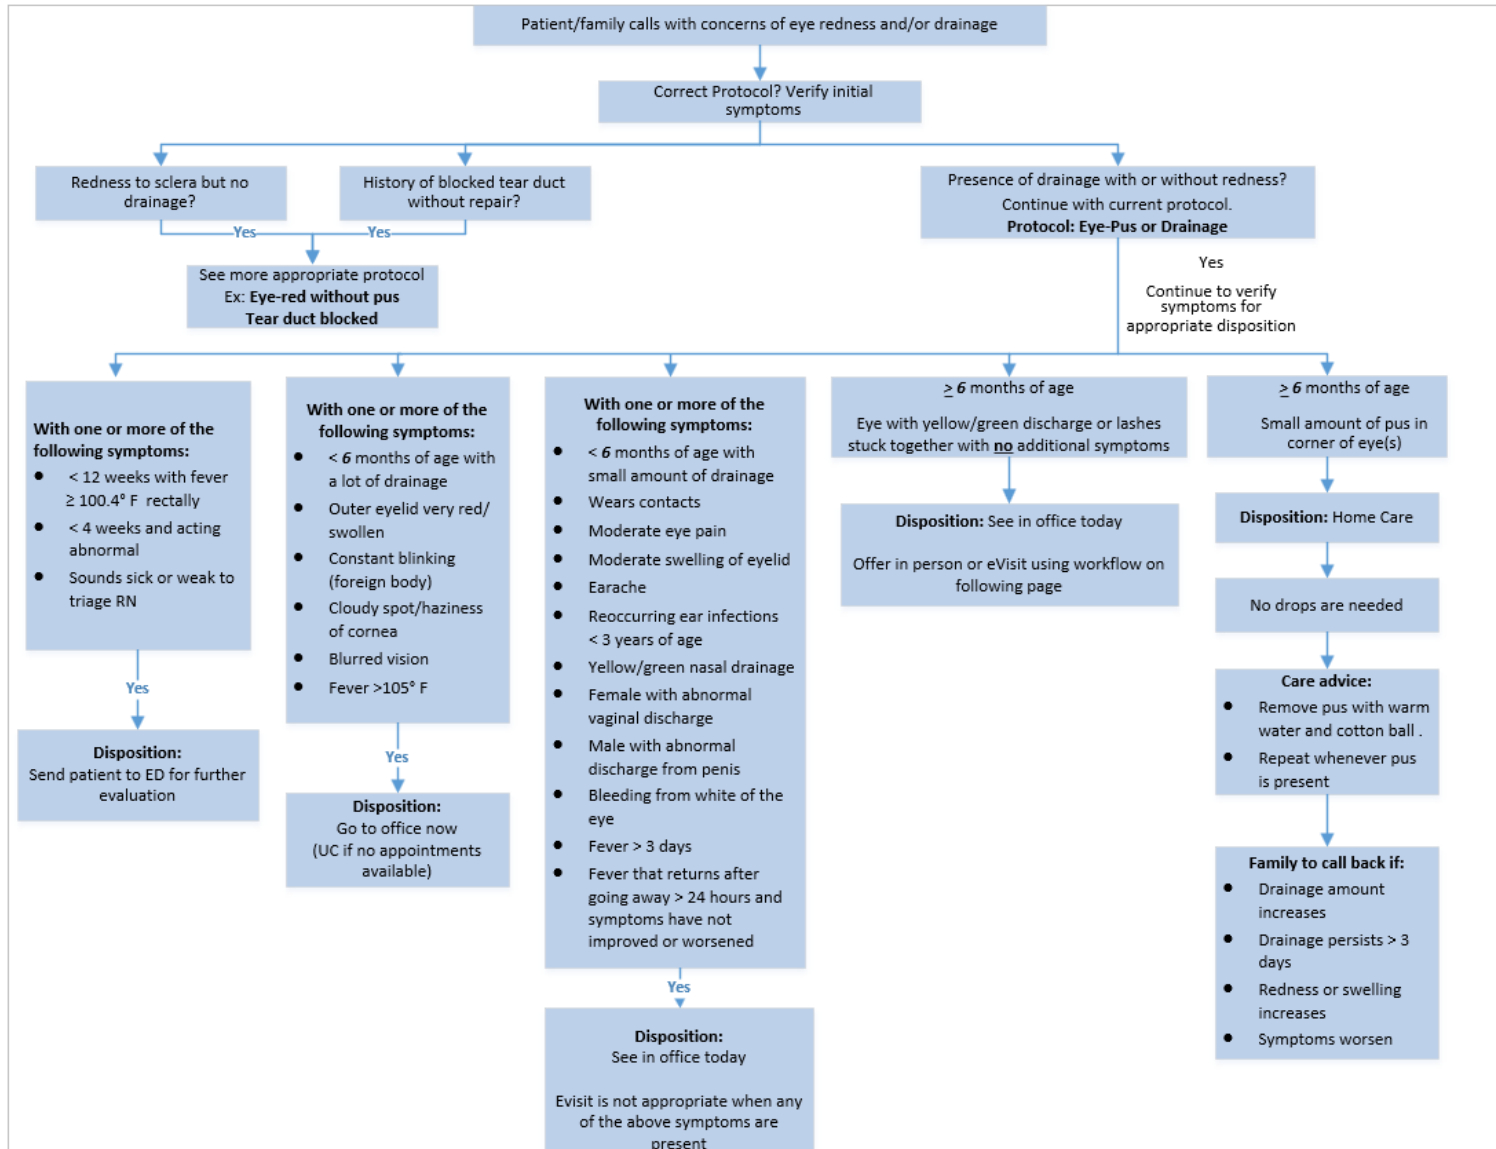 Patient/family calls with concerns of eye redness and/or drainage
Correct Protocol? Verify initial
symptoms
Redness to sclera but no
drainage?
History of blocked tear duct
without repair?
Presence of drainage with or without redness?
Continue with current protocol.
Protocol: Eye-Pus or Drainage
Yes
Yes
See more appropriate protocol
Ex: Eye-red without pus
Tear duct blocked
Yes
Continue to verify
symptoms for
appropriate disposition
With one or more of the
following symptoms:
● < 12 weeks with fever
≥ 100.4° F rectally
● < 4 weeks and acting
abnormal
● Sounds sick or weak to
triage RN
Yes
Disposition:
Send patient to ED for further
evaluation
With one or more of the
following symptoms:
● < 6 months of age with
a lot of drainage
● Outer eyelid very red/
swollen
● Constant blinking
(foreign body)
● Cloudy spot/haziness
of cornea
● Blurred vision
● Fever >105° F
Yes
Disposition:
Go to office now
(UC if no appointments
available)
With one or more of the
following symptoms:
● < 6 months of age with
small amount of drainage
● Wears contacts
● Moderate eye pain
● Moderate swelling of eyelid
● Earache
● Reoccurring ear infections
< 3 years of age
● Yellow/green nasal drainage
● Female with abnormal
vaginal discharge
● Male with abnormal
discharge from penis
● Bleeding from white of the
eye
● Fever > 3 days
● Fever that returns after
going away > 24 hours and
symptoms have not
improved or worsened
Yes
Disposition:
See in office today
Evisit is not appropriate when any
of the above symptoms are
present
≥ 6 months of age
Eye with yellow/green discharge or lashes
stuck together with no additional symptoms
Disposition: See in office today
Offer in person or eVisit using workflow on
following page
≥ 6 months of age
Small amount of pus in
corner of eye(s)
Disposition: Home Care
No drops are needed
Care advice:
● Remove pus with warm
water and cotton ball .
● Repeat whenever pus
is present
Family to call back if:
● Drainage amount
increases
● Drainage persists > 3
days
● Redness or swelling
increases
● Symptoms worsen